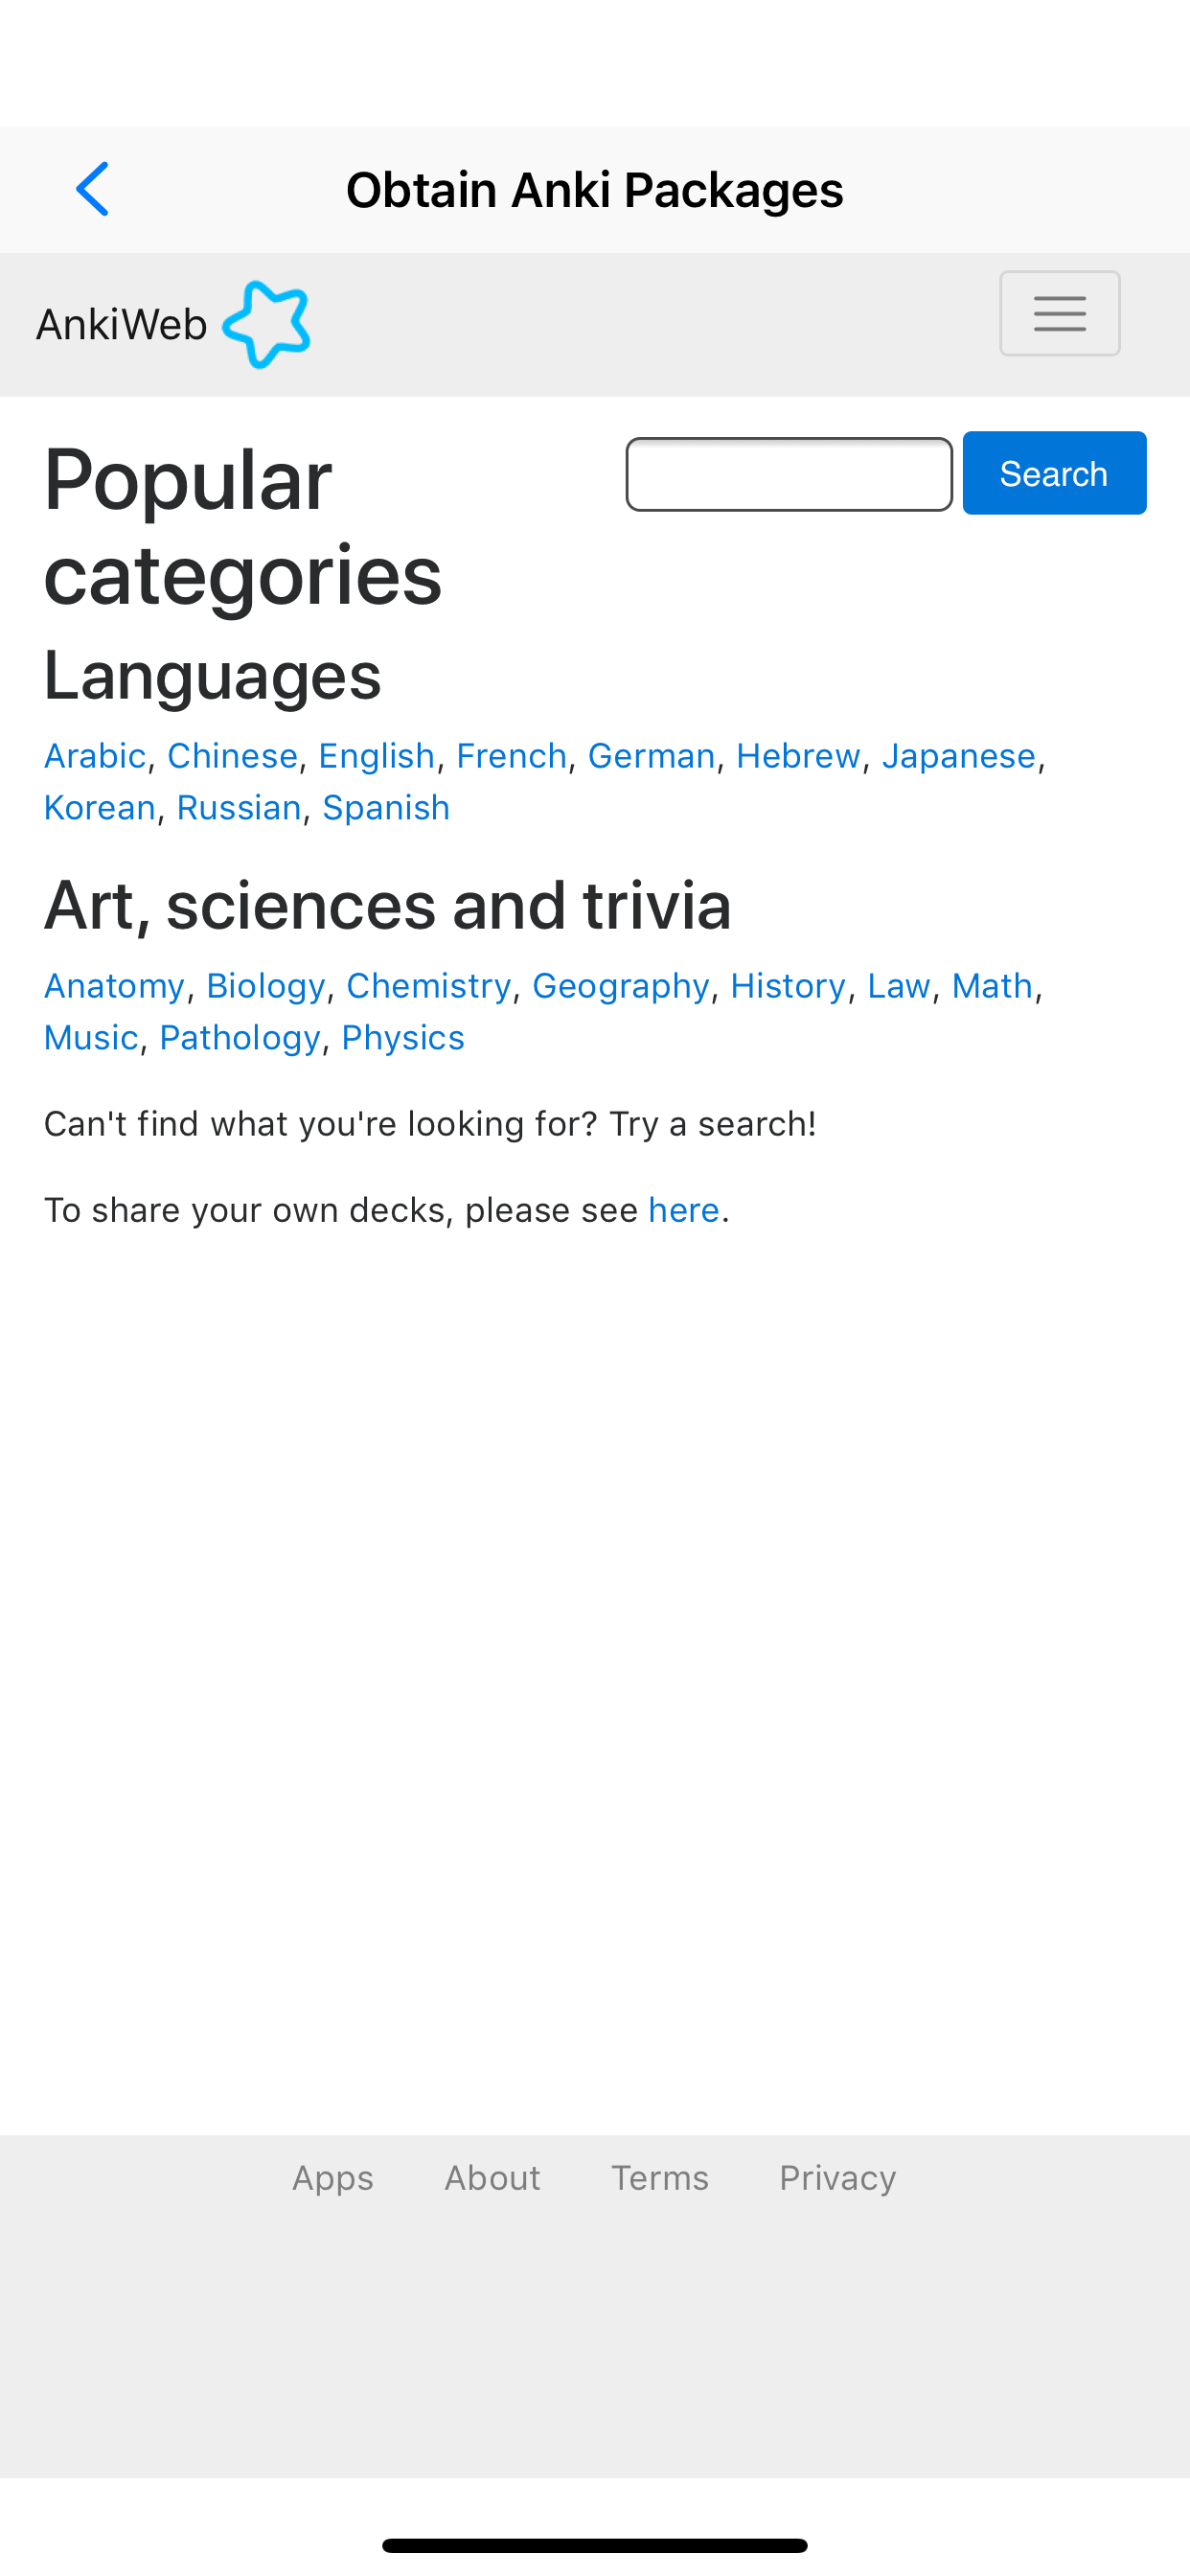 Obtain Anki Packages
AnkiWeb
Popular
categories
Search
Languages
Arabic, Chinese, English, French, German, Hebrew, Japanese,
Korean, Russian, Spanish
Art, sciences and trivia
Anatomy, Biology, Chemistry, Geography, History, Law, Math,
Music, Pathology, Physics
Can't find what you're looking for? Try a search!
To share your own decks, please see here.
Apps About Terms Privacy